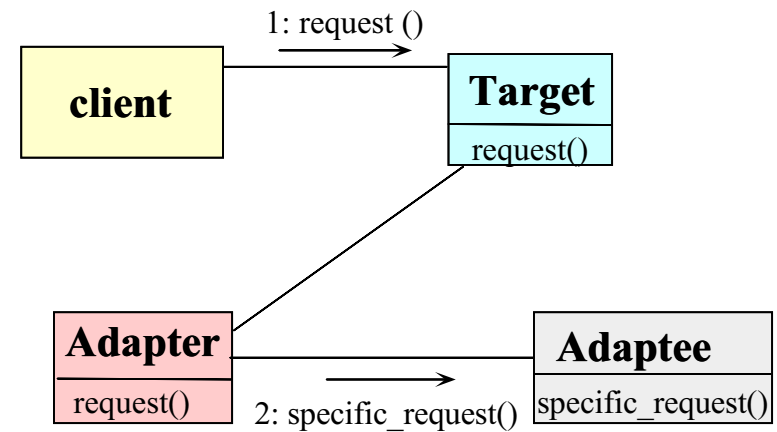 1: request ()
client
Target
request()
Adapter
request()
2: specific_request()
Adaptee
specific_request()